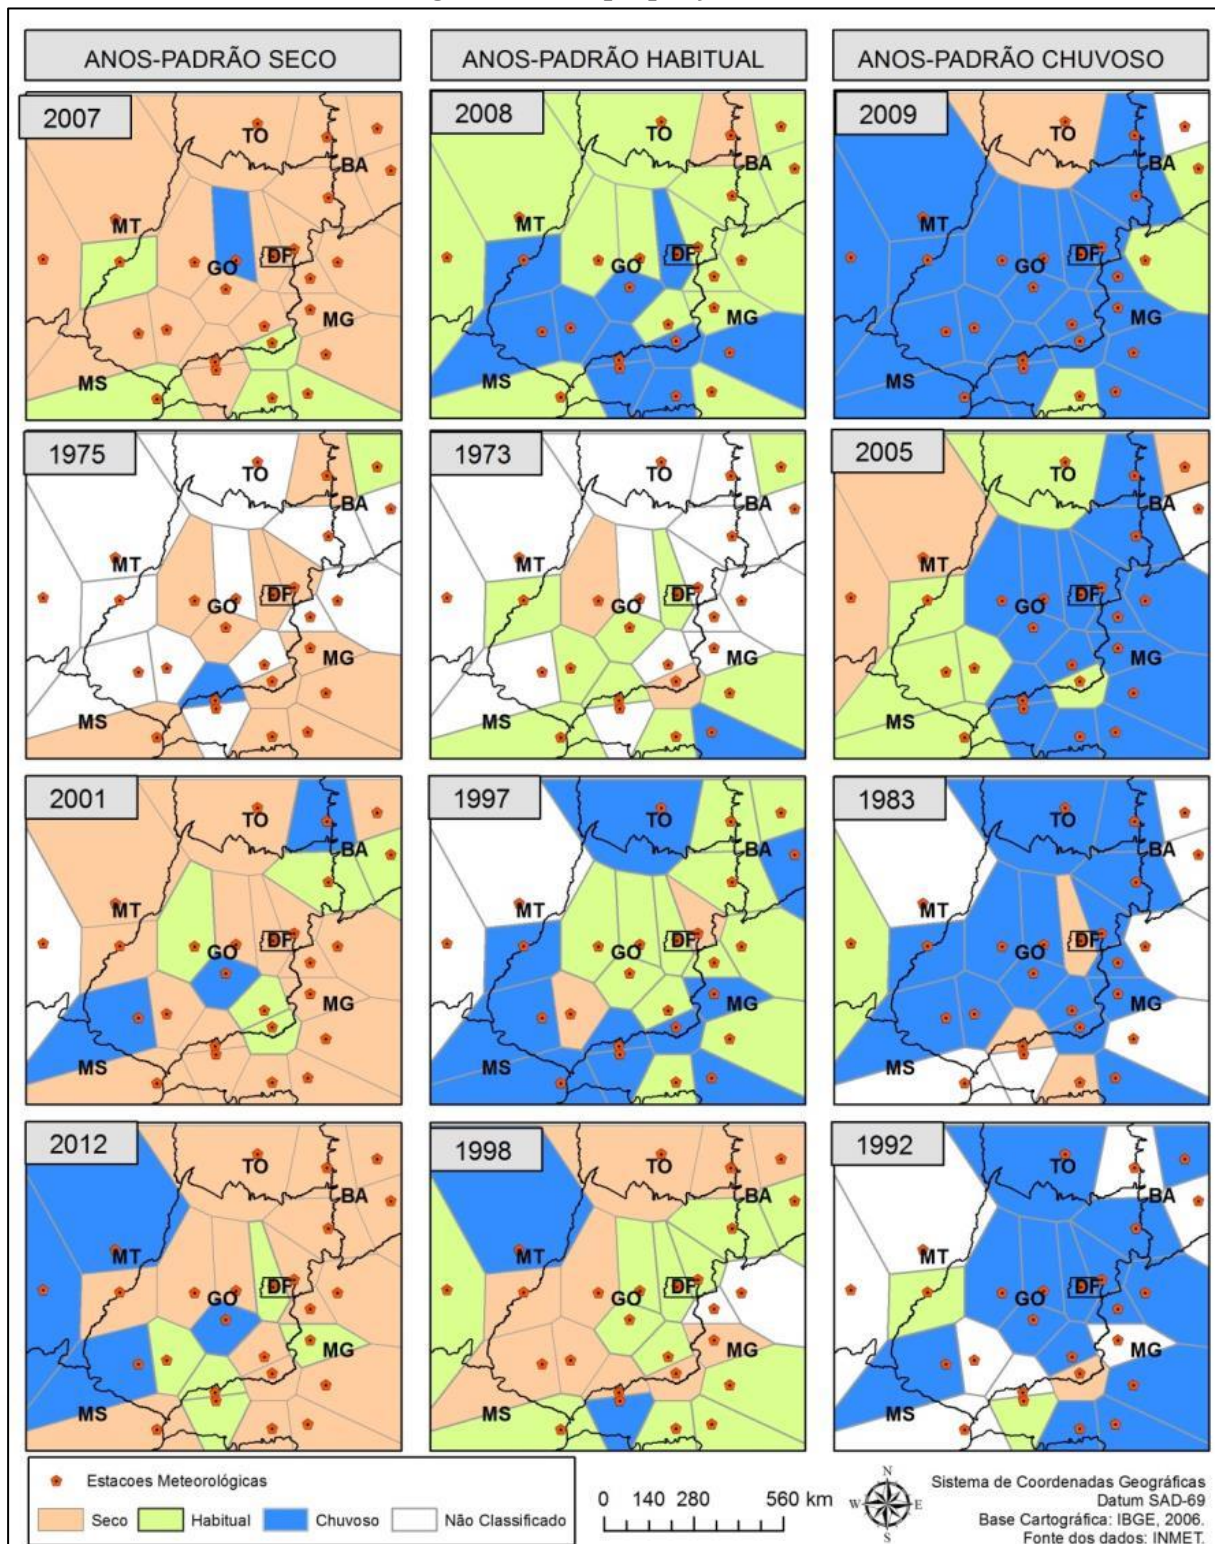 ANOS-PADRÃO SECO
ANOS-PADRÃO HABITUAL
ANOS-PADRÃO CHUVOSO
2007
TO
BA
MT
GO
DF
MG
MS
2008
TO
BA
MT
GO
DF
MG
MS
2009
TO
BA
MT
GO
DF
MG
MS
1975
TO
BA
MT
GO
DF
MG
MS
1973
TO
BA
MT
GO
DF
MG
MS
2005
TO
BA
MT
GO
DF
MG
MS
2001
TO
BA
MT
GO
DF
MG
MS
1997
TO
BA
MT
GO
DF
MG
MS
1983
TO
BA
MT
GO
DF
MG
MS
2012
TO
BA
MT
GO
DF
MG
MS
1998
TO
BA
MT
GO
DF
MG
MS
1992
TO
BA
MT
GO
DF
MG
MS
Estacoes Meteorológicas
Seco Habitual Chuvoso Não Classificado
0 140 280 560 km
N
W E
S
Sistema de Coordenadas Geográficas
Datum SAD-69
Base Cartográfica: IBGE, 2006.
Fonte dos dados: INMET.